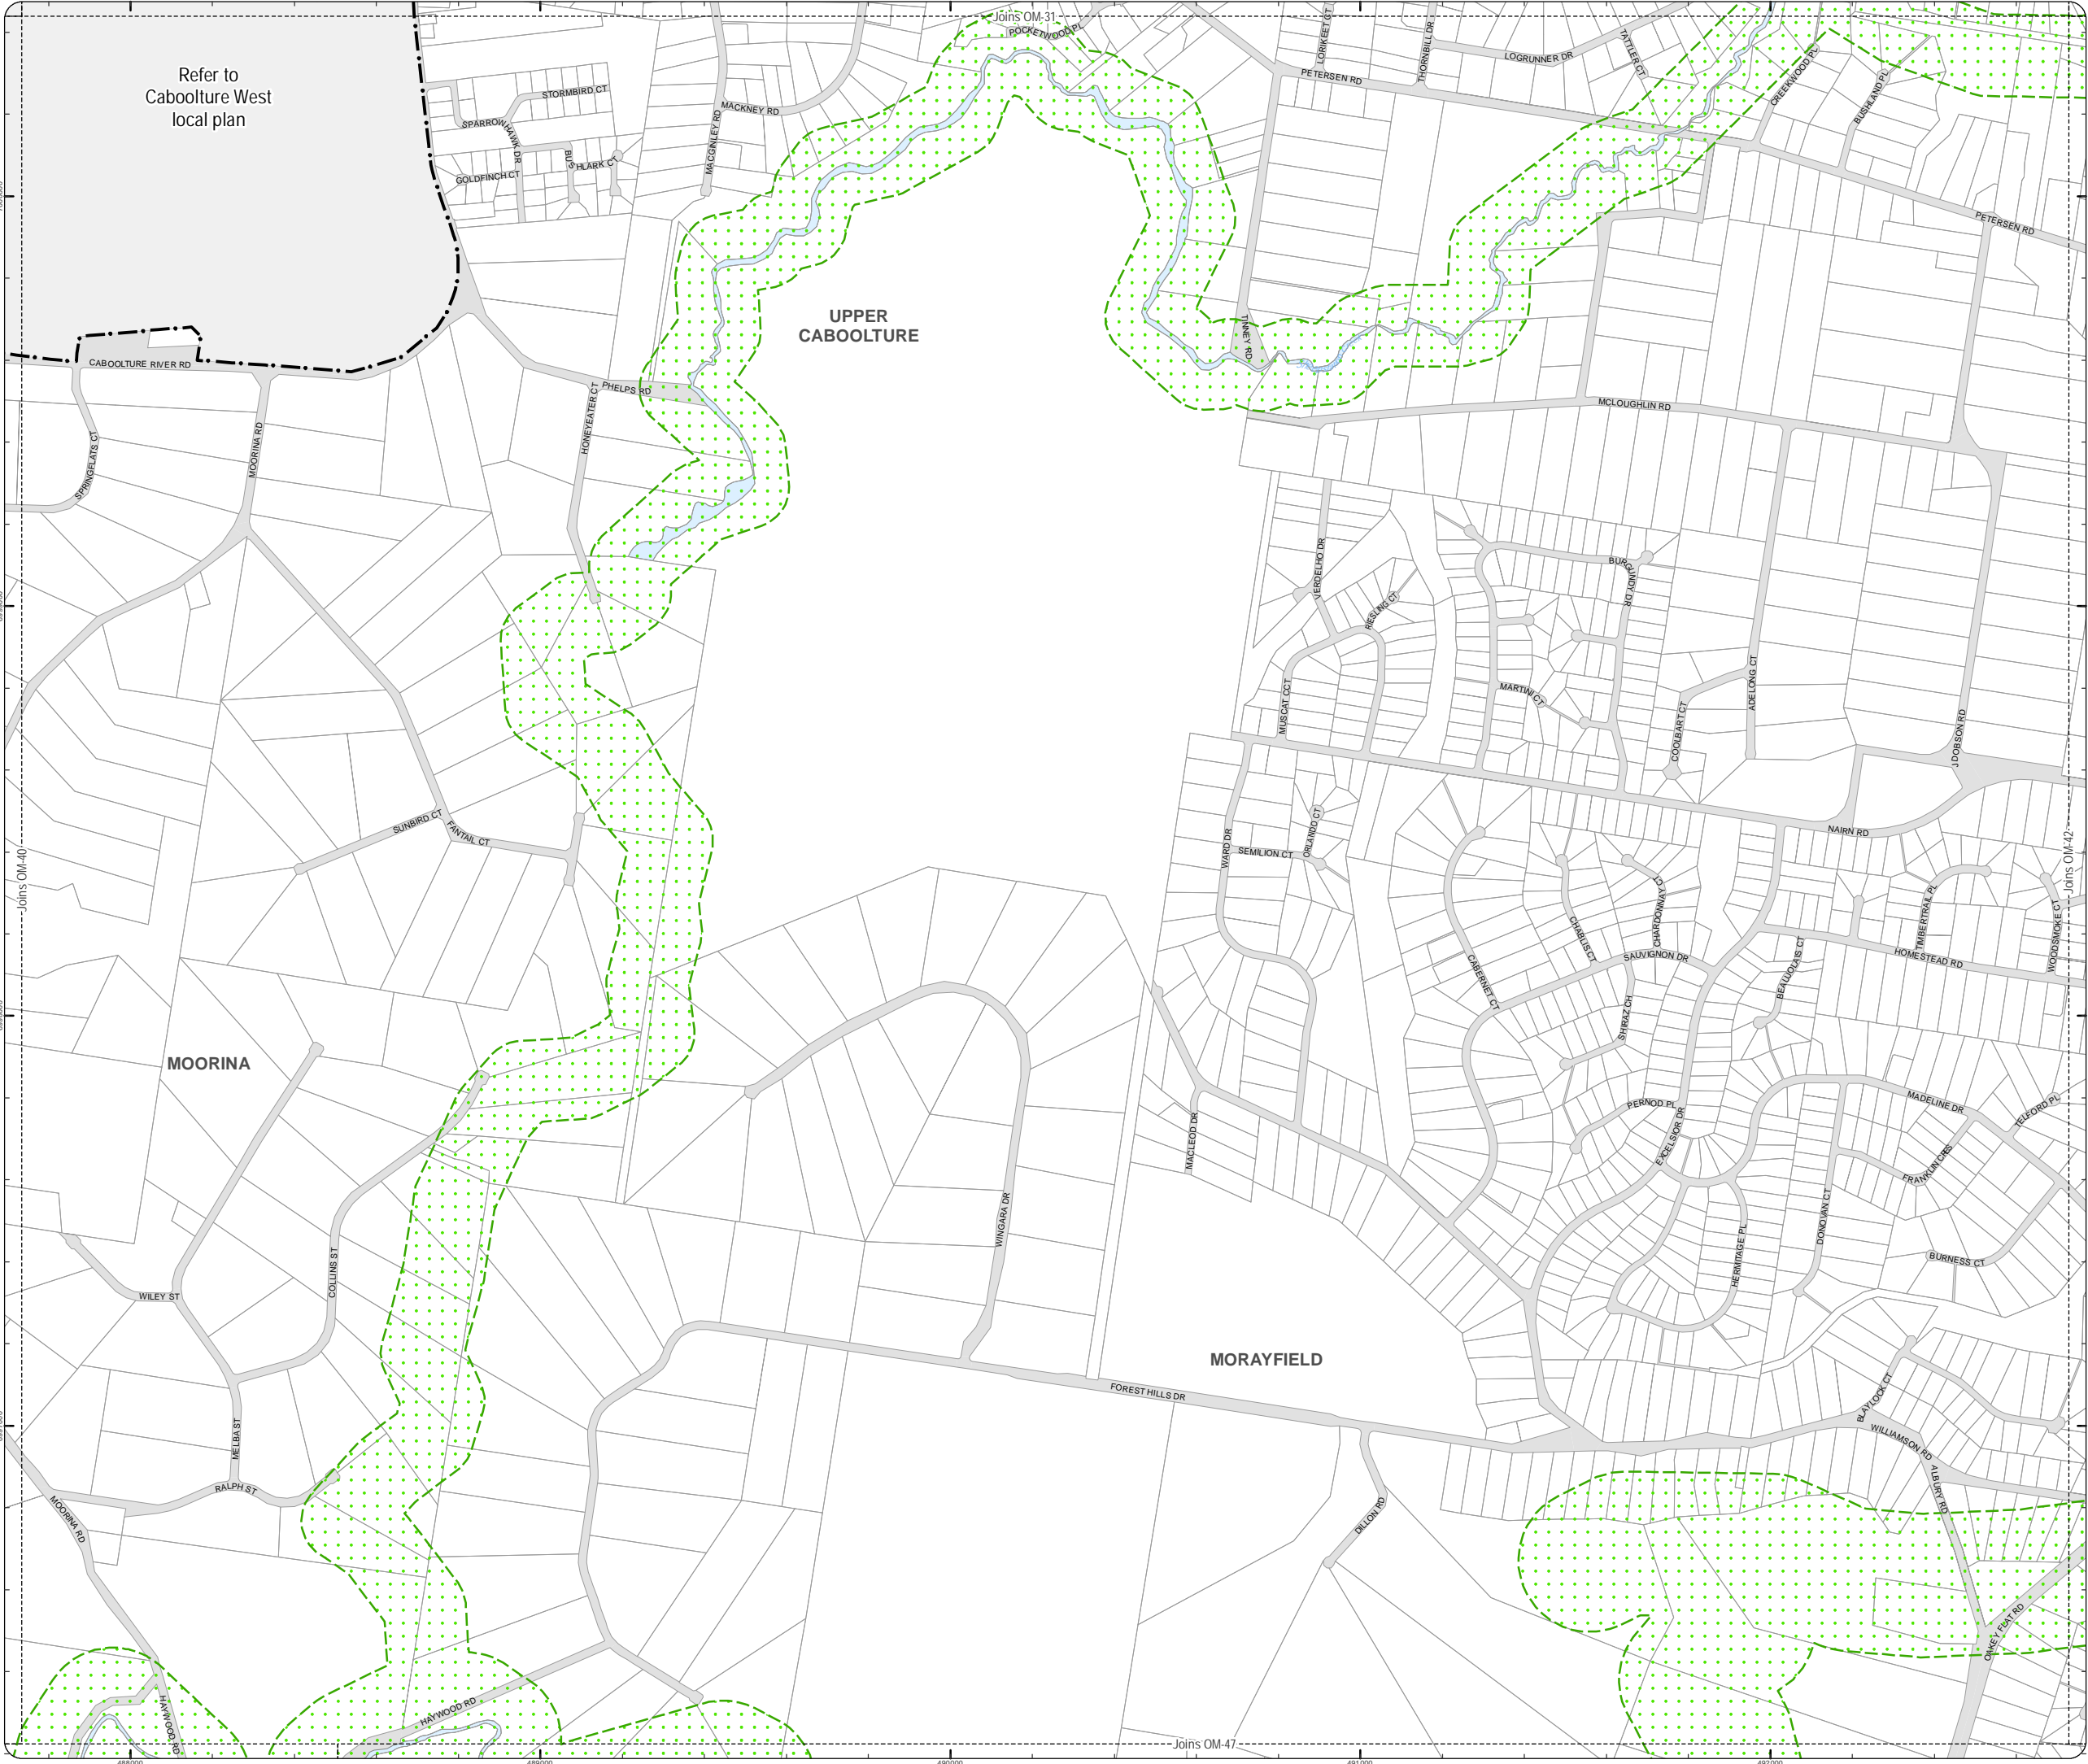 Joins OM-31
POCKETWOOD PL
LORIKEET CT
THORNBILL DR
LOGRUNNER DR
TATTLER CT
PETERSEN RD
CREEKWOOD PL
BUSHLAND PL
Refer to
Caboolture West
local plan
STORMBIRD CT
SPARROWHAWK DR
MACKNEY RD
MACGINLEY RD
BUSHLARK CT
GOLDFINCH CT
PETERSEN RD
UPPER
CABOOLTURE
TINNEY RD
CABOOLTURE RIVER RD
PHELPS RD
HONEYEATER CT
MCLOUGHLIN RD
SPRINGFLATS CT
MOORINA RD
VERDELHO DR
BURGUNDY DR
RIESLING CT
MUSCAT CCT
MARTINI CT
ADELONG CT
COOLBART CT
J DOBSON RD
SUNBIRD CT
FANTAIL CT
NAIRN RD
WARD DR
SEMILION CT
ORLANDO CT
Joins OM-40
Joins OM-42
CHARDONNAY CT
CHABLIS CT
TIMBERTRAIL PL
WOODSMOKE CT
SAUVIGNON DR
HOMESTEAD RD
CABERNET CT
BEAUJOLAIS CT
SHIRAZ CH
MOORINA
PERNOD PL
EXCELSIOR DR
MADELINE DR
TELFORD PL
MACLEOD DR
FRANKLIN CRS
WINGARA DR
DONOVAN CT
HERMITAGE PL
BURNESS CT
COLLINS ST
WILEY ST
MORAYFIELD
FOREST HILLS DR
BLAYLOCK CT
WILLIAMSON RD
MELBA ST
RALPH ST
MOORINA RD
DILLON RD
ALBURY RD
OAKEY FLAT RD
HAYWOOD RD
HAYWOOD RD
Joins OM-47
488000
489000
490000
491000
492000